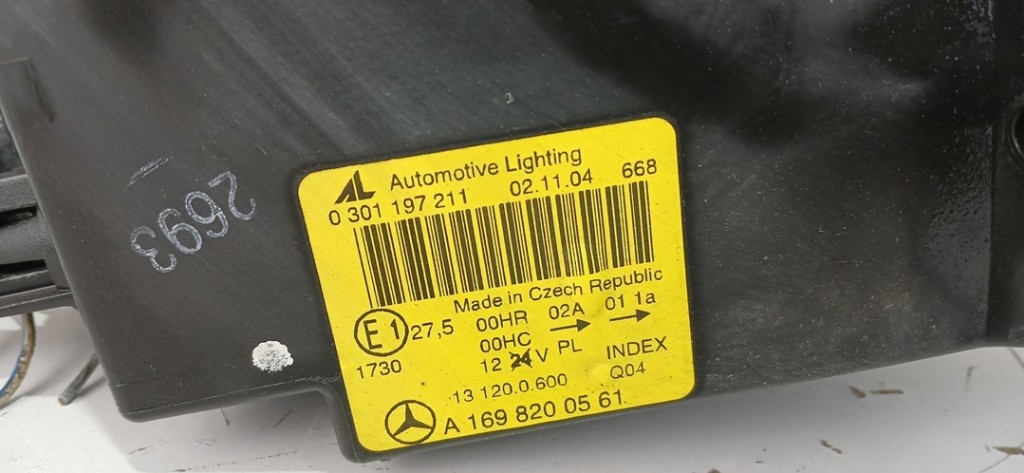 Automotive Lighting
0 301 197 211 02.11.04 668
Made in Czech Republic
E1 27,5 00HR 02A 01 1a
00HC → →
1730 12 24 V PL INDEX
13 120.0.600 Q04
A 169 820 05 61
2693